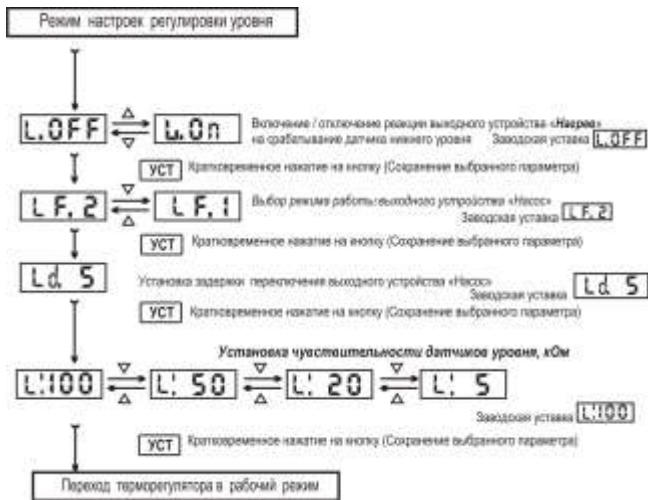 Режим настроек регулировки уровня
L.OFF
L.On
Включение / отключение реакции выходного устройства «Нагрев»
на срабатывание датчика нижнего уровня Заводская уставка L.OFF
УСТ Кратковременное нажатие на кнопку (Сохранение выбранного параметра)
LF.2
LF.1
Выбор режима работы выходного устройства «Насос»
Заводская уставка LF.2
УСТ Кратковременное нажатие на кнопку (Сохранение выбранного параметра)
Ld. 5
Установка задержки переключения выходного устройства «Насос»
Заводская уставка Ld. 5
УСТ Кратковременное нажатие на кнопку (Сохранение выбранного параметра)
Установка чувствительности датчиков уровня, кОм
L:100
L: 50
L: 20
L: 5
Заводская уставка L:100
УСТ Кратковременное нажатие на кнопку (Сохранение выбранного параметра)
Переход терморегулятора в рабочий режим